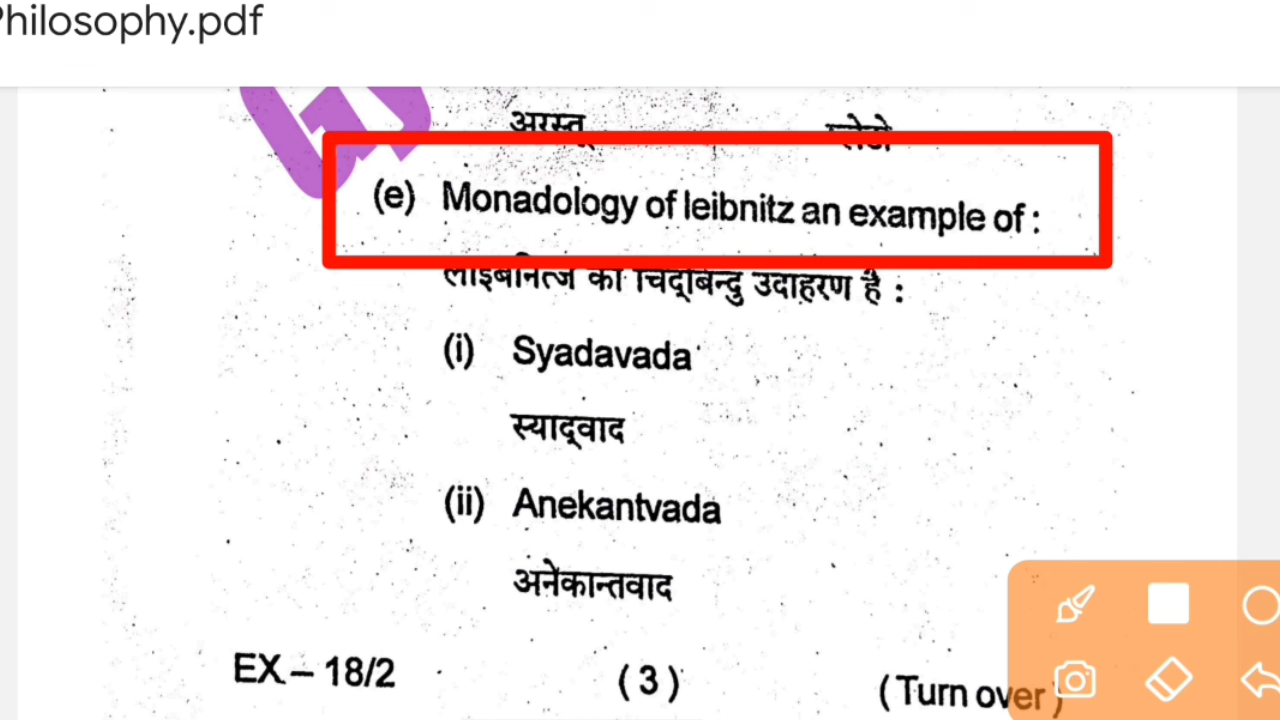 Philosophy.pdf
अरस्तू प्लेटो
(e) Monadology of leibnitz an example of :
लाइबनित्ज का चिद्बिन्दु उदाहरण है :
(i) Syadavada
स्याद्वाद
(ii) Anekantvada
अनेकान्तवाद
EX – 18/2 ( 3 ) ( Turn over )